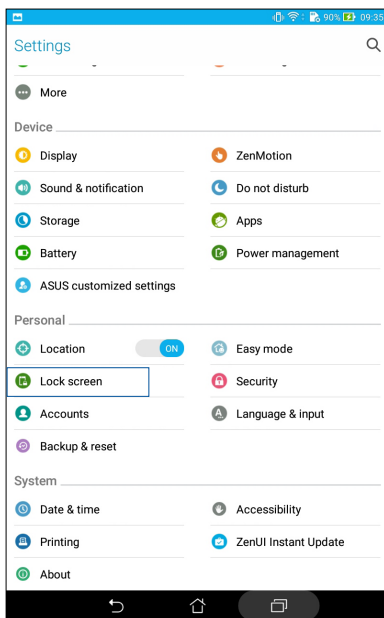 90% 09:35
Settings
More
Device
Display ZenMotion
Sound & notification Do not disturb
Storage Apps
Battery Power management
ASUS customized settings
Personal
Location ON Easy mode
Lock screen Security
Accounts Language & input
Backup & reset
System
Date & time Accessibility
Printing ZenUI Instant Update
About